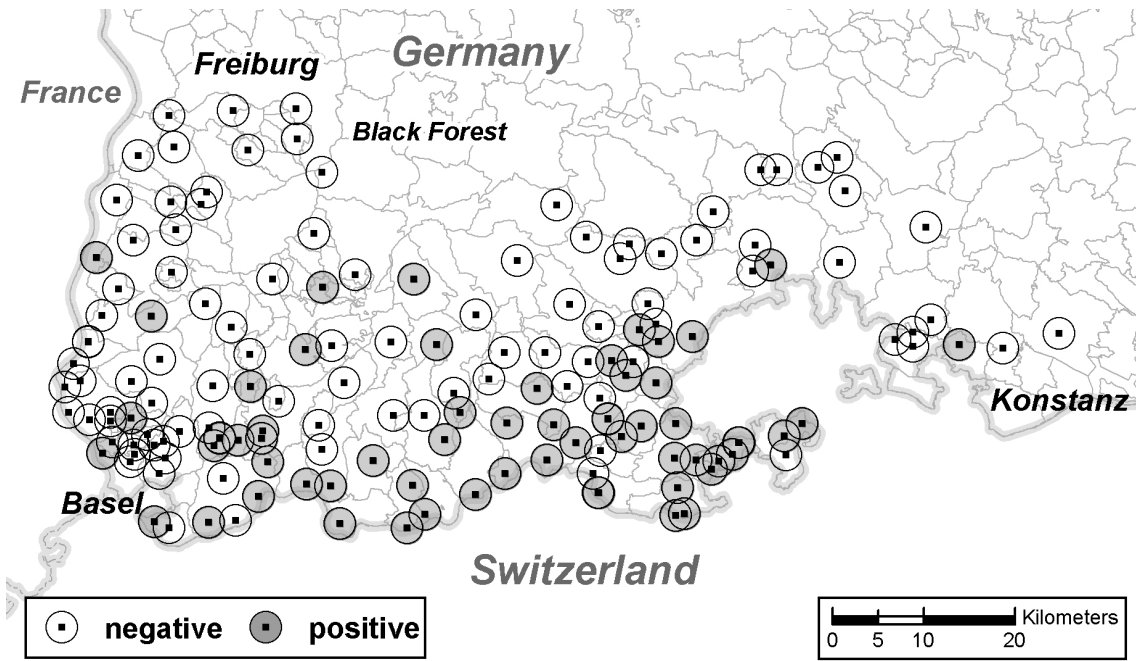 Germany
Freiburg
France
Black Forest
Konstanz
Basel
Switzerland
negative positive
Kilometers
0 5 10 20